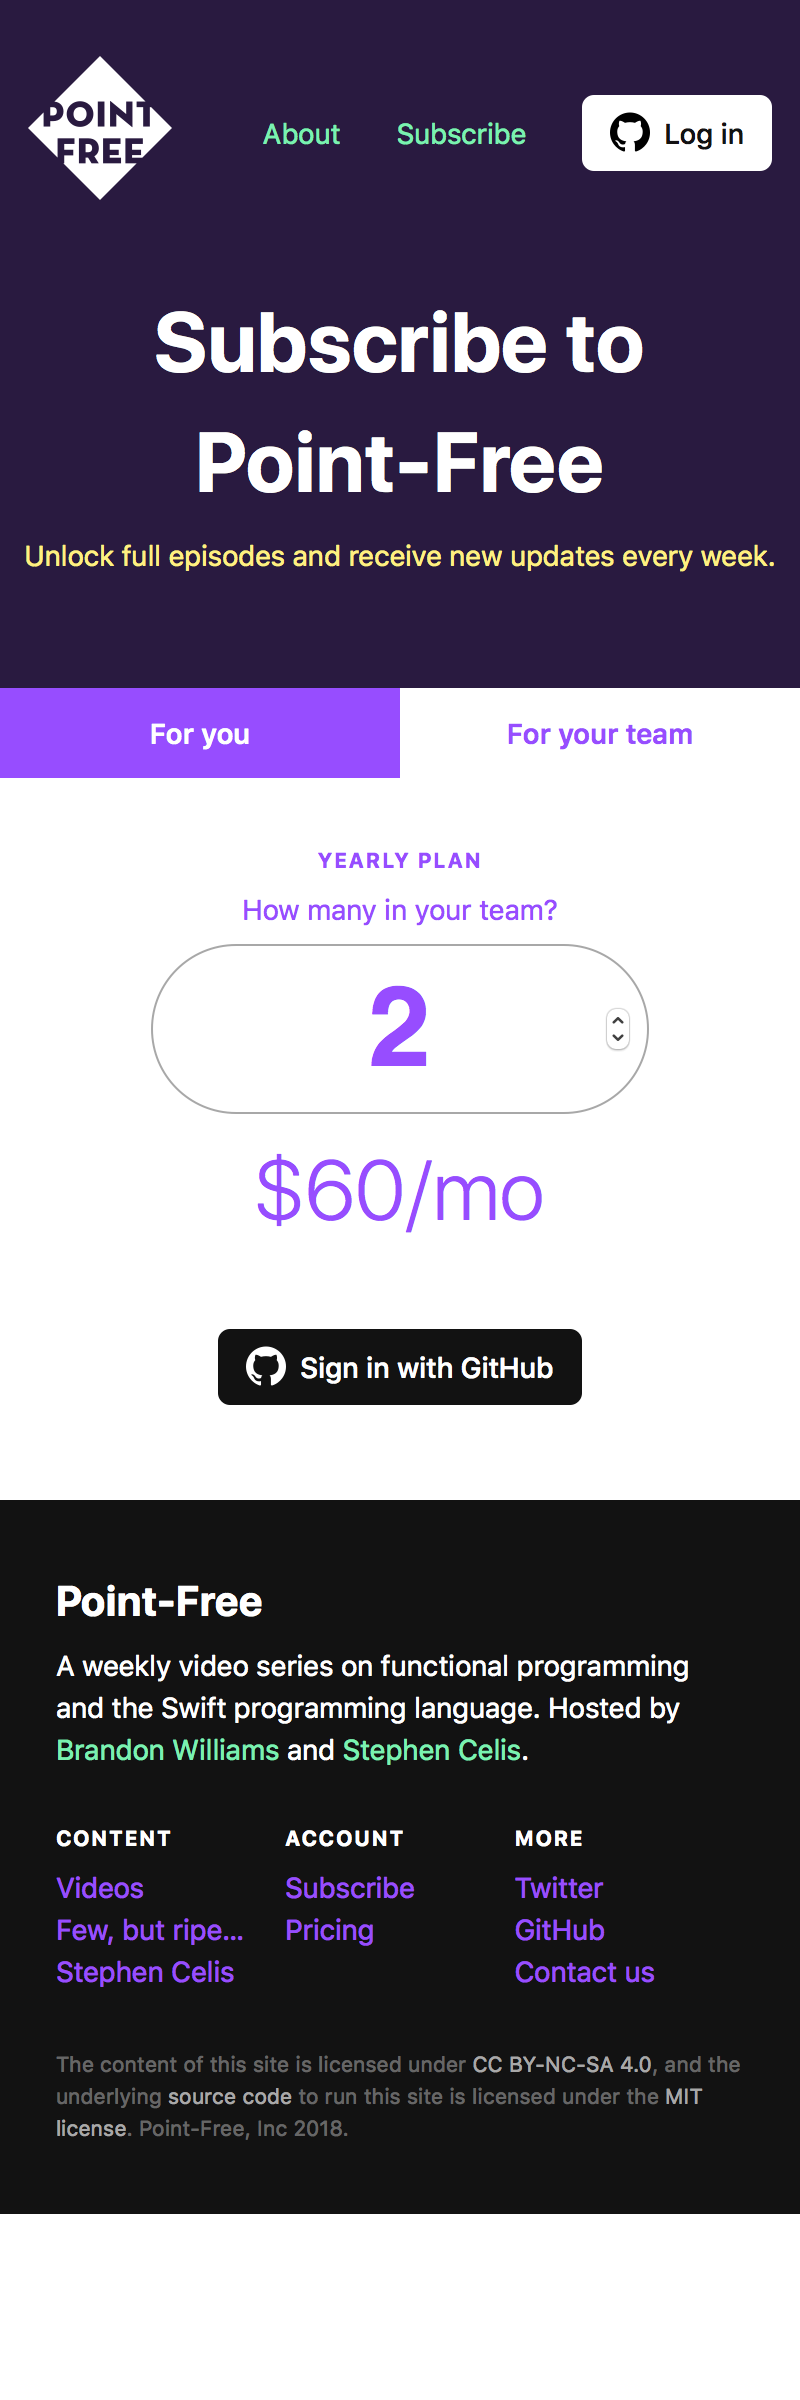 POINT
FREE
About
Subscribe
Log in
Subscribe to
Point-Free
Unlock full episodes and receive new updates every week.
For you
For your team
YEARLY PLAN
How many in your team?
2
$60/mo
Sign in with GitHub
Point-Free
A weekly video series on functional programming
and the Swift programming language. Hosted by
Brandon Williams and Stephen Celis.
CONTENT
Videos
Few, but ripe...
Stephen Celis
ACCOUNT
Subscribe
Pricing
MORE
Twitter
GitHub
Contact us
The content of this site is licensed under CC BY-NC-SA 4.0, and the
underlying source code to run this site is licensed under the MIT
license. Point-Free, Inc 2018.